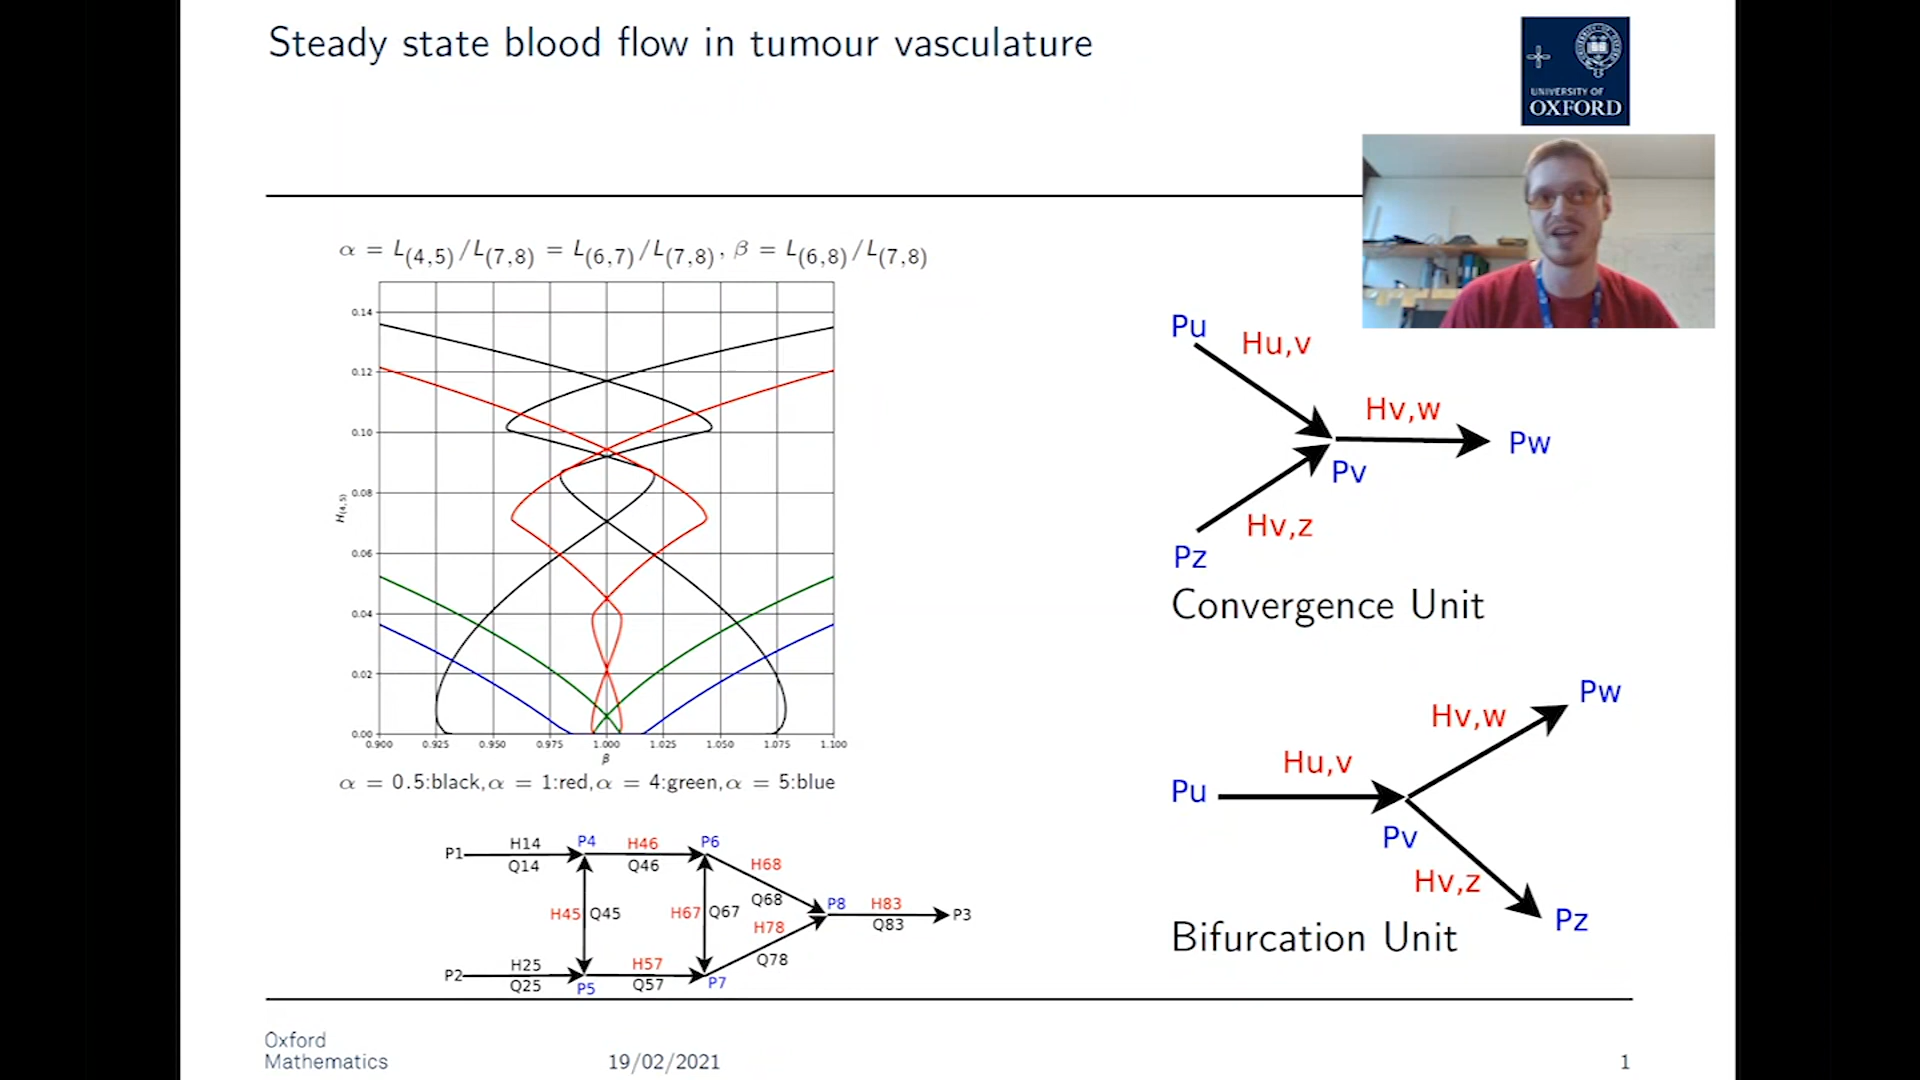 Steady state blood flow in tumour vasculature
UNIVERSITY OF
OXFORD
α = L(4,5)/L(7,8) = L(6,7)/L(7,8), β = L(6,8)/L(7,8)
0.14
0.12
0.10
0.08
0.06
0.04
0.02
0.00
H(4,5)
0.900 0.925 0.950 0.975 1.000 1.025 1.050 1.075 1.100
β
α = 0.5:black, α = 1:red, α = 4:green, α = 5:blue
P1 H14 P4 H46 P6
Q14 Q46
H68
Q68
H45 Q45 H67 Q67
P8 H83 P3
Q83
H78
Q78
P2 H25 H57
Q25 P5 Q57 P7
Pu Hu,v
Hv,w
Pw
Pv
Hv,z
Pz
Convergence Unit
Pw
Hv,w
Hu,v
Pu
Pv
Hv,z
Pz
Bifurcation Unit
Oxford
Mathematics
19/02/2021
1